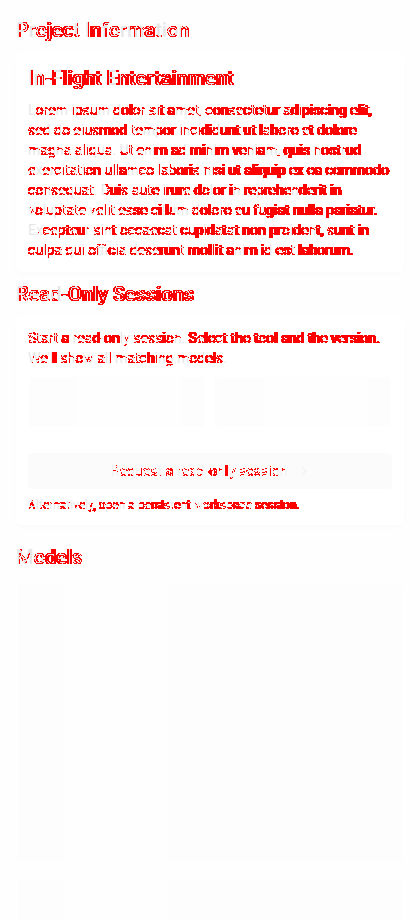 Project Information
In-Flight Entertainment
Lorem ipsum dolor sit amet, consectetur adipiscing elit,
sed do eiusmod tempor incididunt ut labore et dolore
magna aliqua. Ut enim ad minim veniam, quis nostrud
exercitation ullamco laboris nisi ut aliquip ex ea commodo
consequat. Duis aute irure dolor in reprehenderit in
voluptate velit esse cillum dolore eu fugiat nulla pariatur.
Excepteur sint occaecat cupidatat non proident, sunt in
culpa qui officia deserunt mollit anim id est laborum.
Read-Only Sessions
Start a read-only session. Select the tool and the version.
We'll show all matching models.
Request a read-only session
Alternatively, open a persistent workspace session.
Models